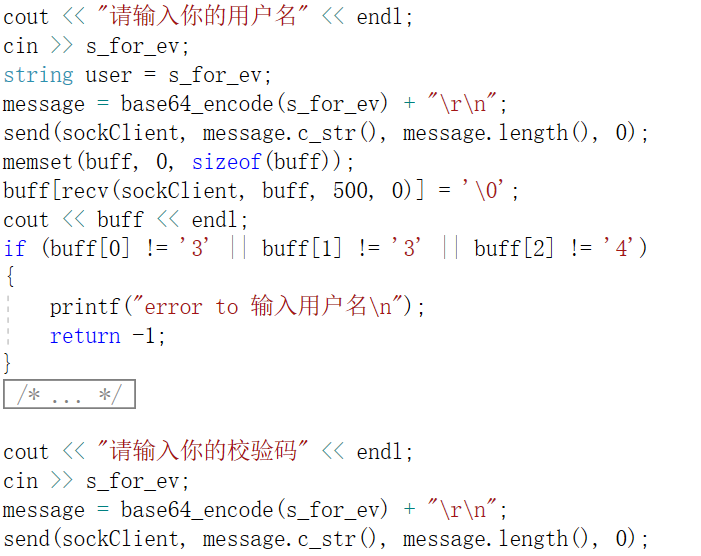 cout << "请输入你的用户名" << endl;
cin >> s_for_ev;
string user = s_for_ev;
message = base64_encode(s_for_ev) + "\r\n";
send(sockClient, message.c_str(), message.length(), 0);
memset(buff, 0, sizeof(buff));
buff[recv(sockClient, buff, 500, 0)] = '\0';
cout << buff << endl;
if (buff[0] != '3' || buff[1] != '3' || buff[2] != '4')
{
    printf("error to 输入用户名\n");
    return -1;
}
/* ... */
cout << "请输入你的校验码" << endl;
cin >> s_for_ev;
message = base64_encode(s_for_ev) + "\r\n";
send(sockClient, message.c_str(), message.length(), 0);